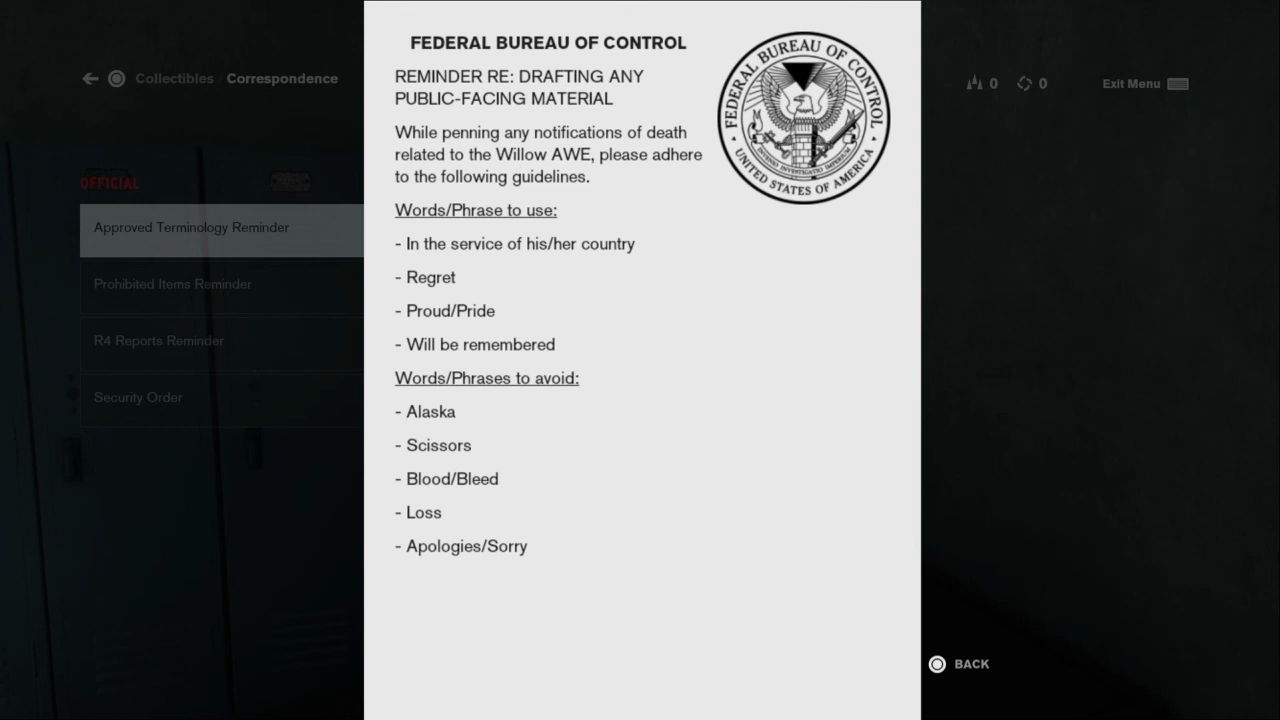 FEDERAL BUREAU OF CONTROL
REMINDER RE: DRAFTING ANY
PUBLIC-FACING MATERIAL
While penning any notifications of death
related to the Willow AWE, please adhere
to the following guidelines.
Words/Phrase to use:
- In the service of his/her country
- Regret
- Proud/Pride
- Will be remembered
Words/Phrases to avoid:
- Alaska
- Scissors
- Blood/Bleed
- Loss
- Apologies/Sorry
FEDERAL BUREAU OF CONTROL
UNITED STATES OF AMERICA
INVENIO INVESTIGATIO IMPERIUM
Collectibles / Correspondence
0 0 Exit Menu
OFFICIAL
Approved Terminology Reminder
Prohibited Items Reminder
R4 Reports Reminder
Security Order
BACK